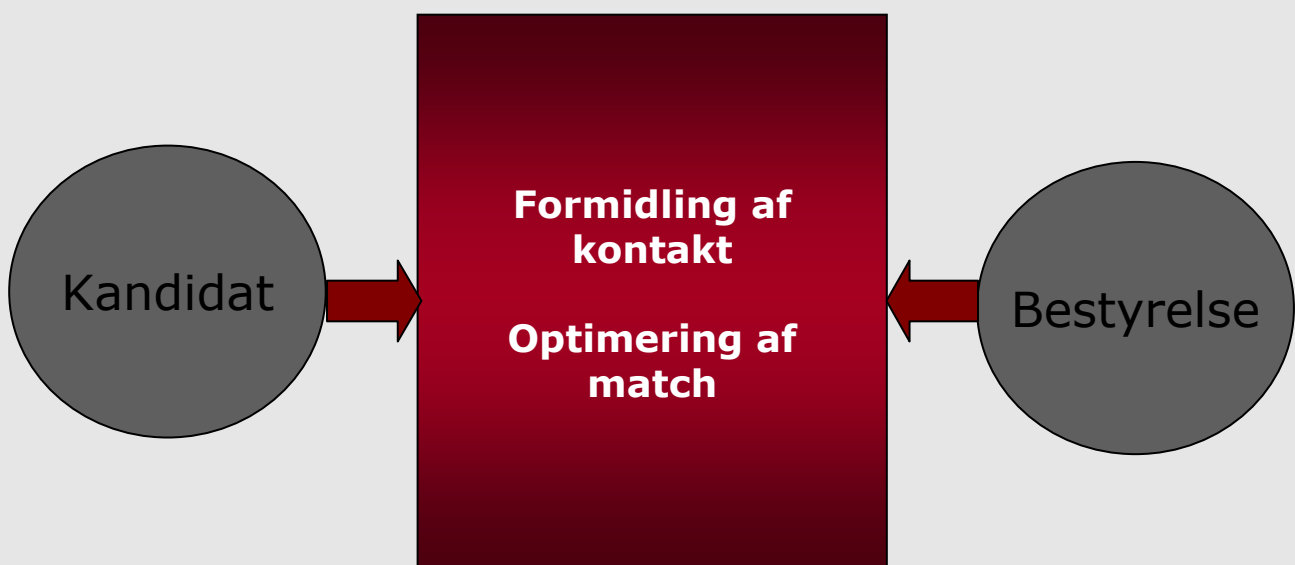 Kandidat
Formidling af
kontakt
Optimering af
match
Bestyrelse